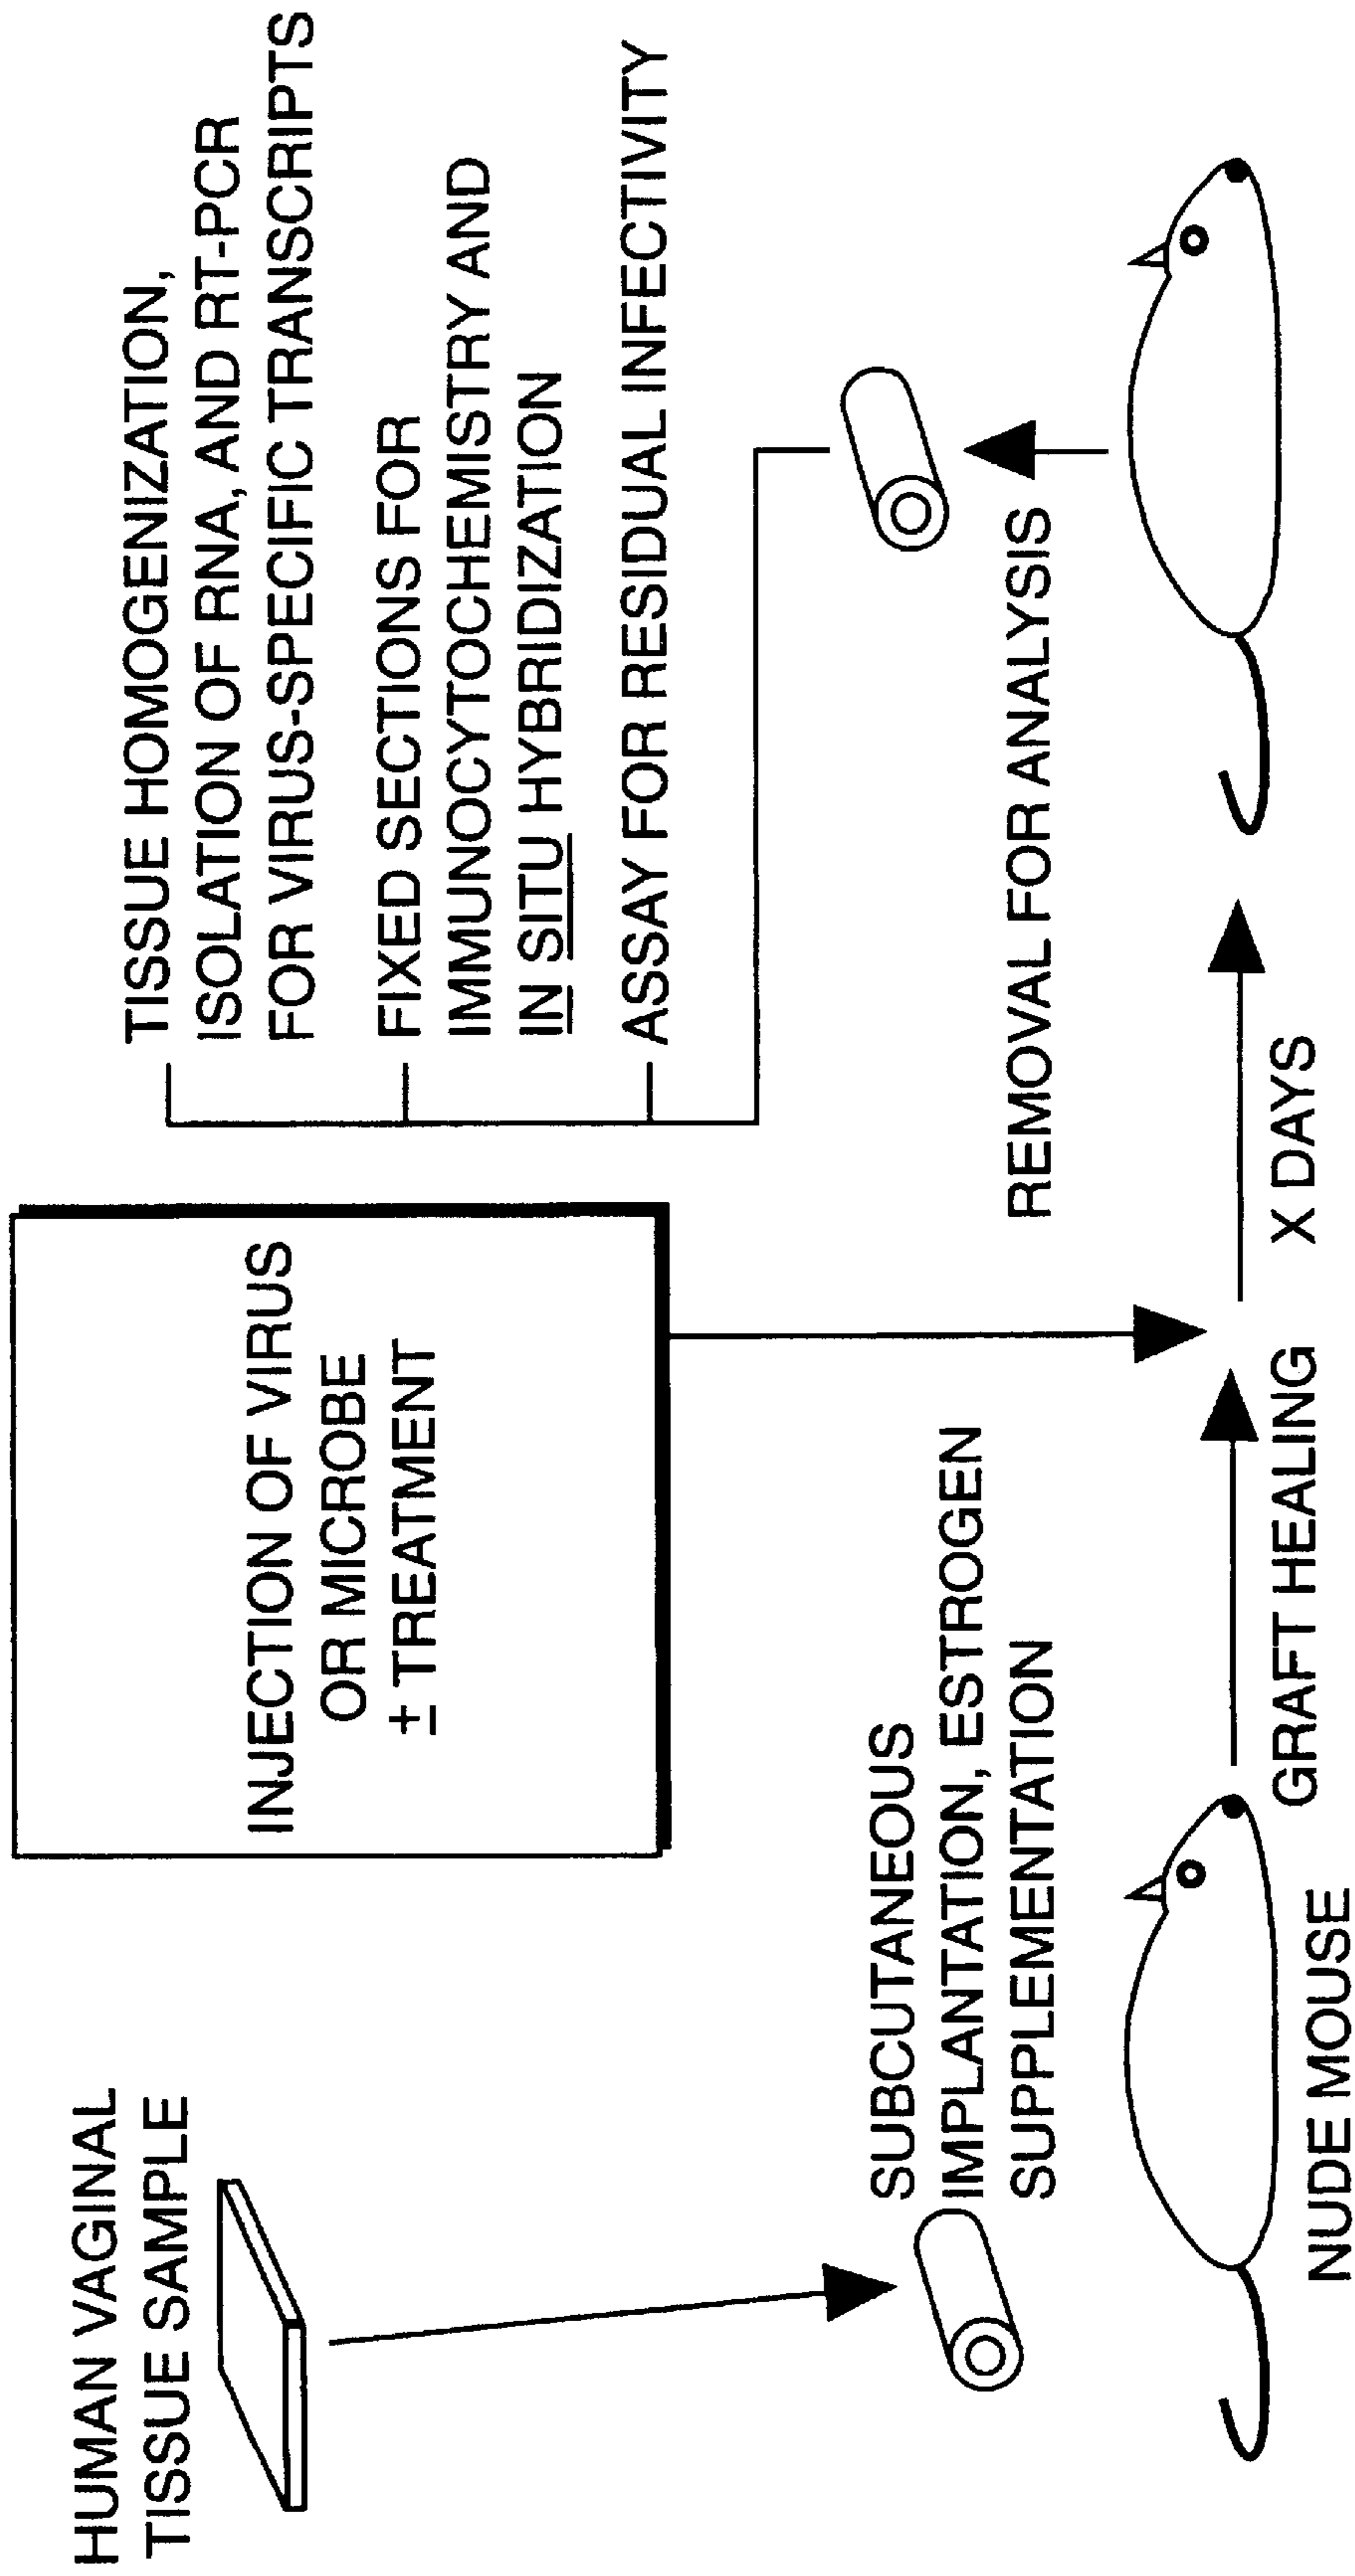 HUMAN VAGINAL
TISSUE SAMPLE
SUBCUTANEOUS
IMPLANTATION, ESTROGEN
SUPPLEMENTATION
NUDE MOUSE
GRAFT HEALING
INJECTION OF VIRUS
OR MICROBE
± TREATMENT
X DAYS
REMOVAL FOR ANALYSIS
TISSUE HOMOGENIZATION,
ISOLATION OF RNA, AND RT-PCR
FOR VIRUS-SPECIFIC TRANSCRIPTS
FIXED SECTIONS FOR
IMMUNOCYTOCHEMISTRY AND
IN SITU HYBRIDIZATION
ASSAY FOR RESIDUAL INFECTIVITY